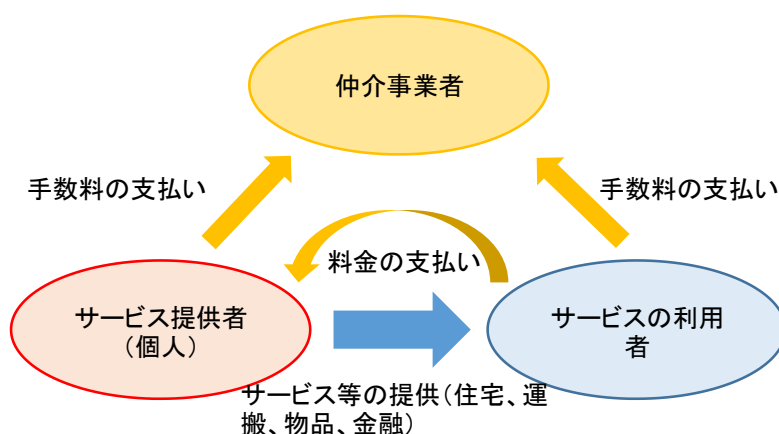 仲介事業者
手数料の支払い
手数料の支払い
料金の支払い
サービス提供者
（個人）
サービスの利用
者
サービス等の提供（住宅、運
搬、物品、金融）